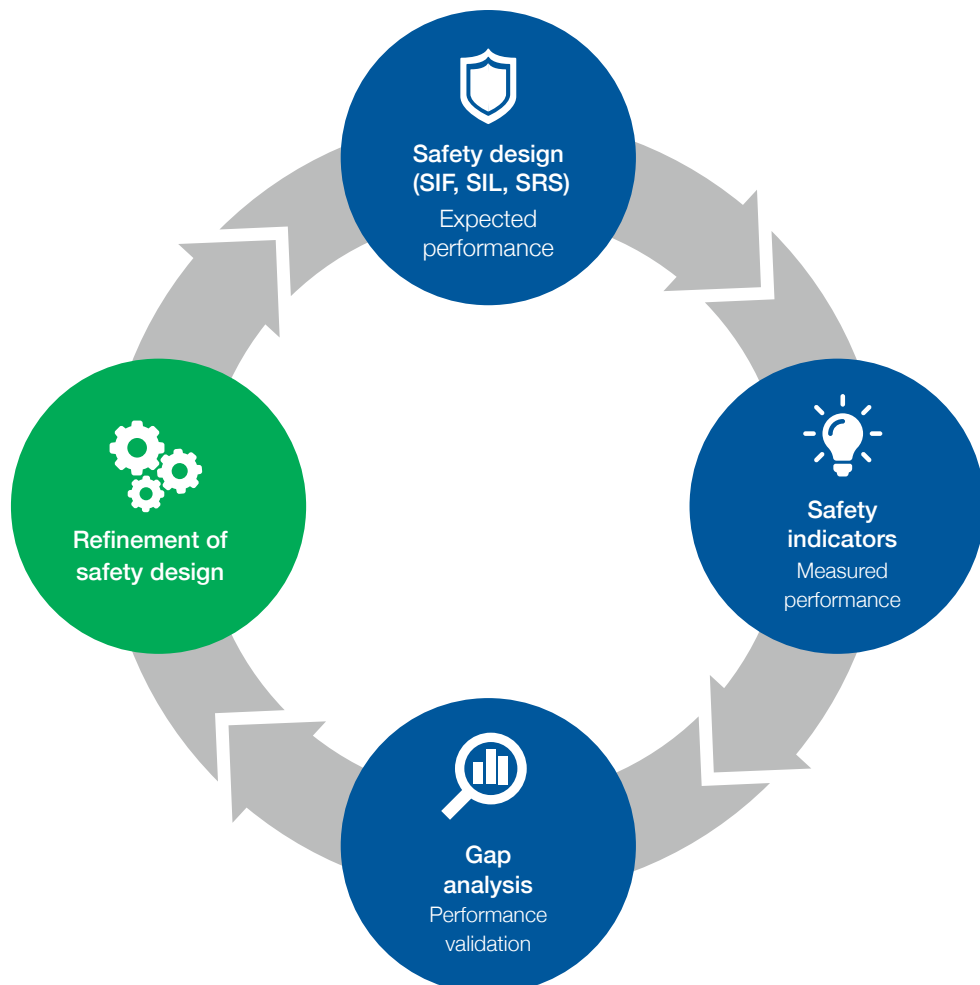 Safety design
(SIF, SIL, SRS)
Expected
performance
Safety
indicators
Measured
performance
Gap
analysis
Performance
validation
Refinement of
safety design